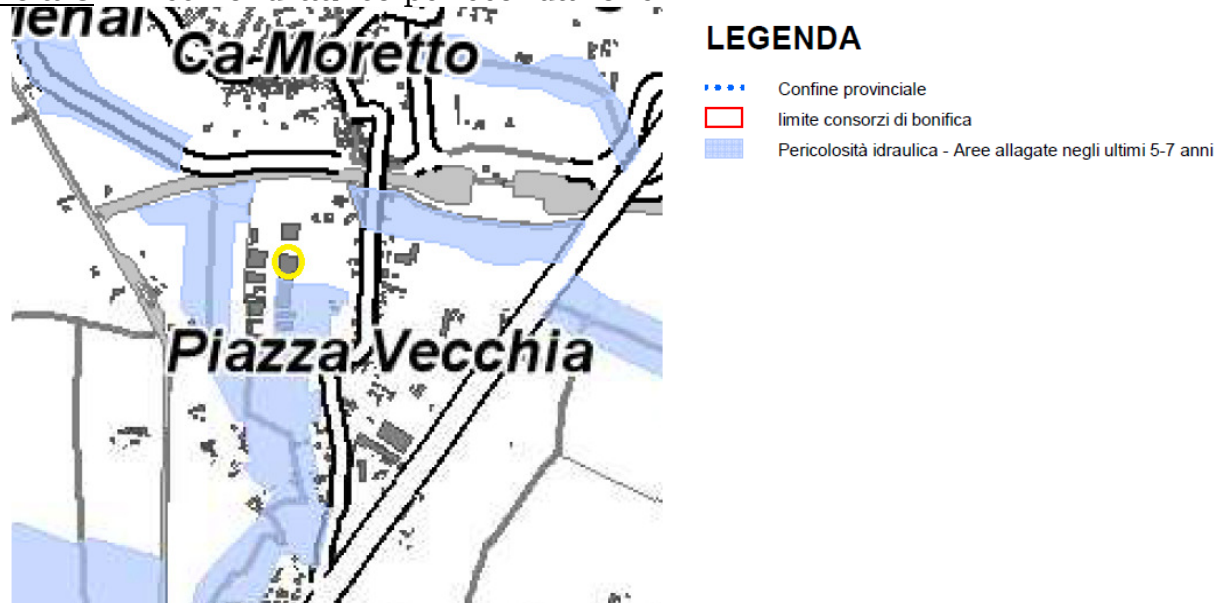 Ca-Moretto
Piazza Vecchia
LEGENDA
Confine provinciale
limite consorzi di bonifica
Pericolosità idraulica - Aree allagate negli ultimi 5-7 anni